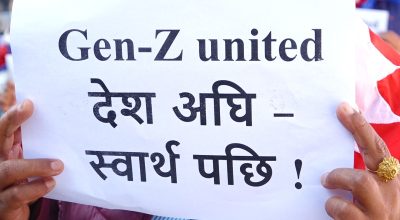 Gen-Z united
देश अघि –
स्वार्थ पछि !